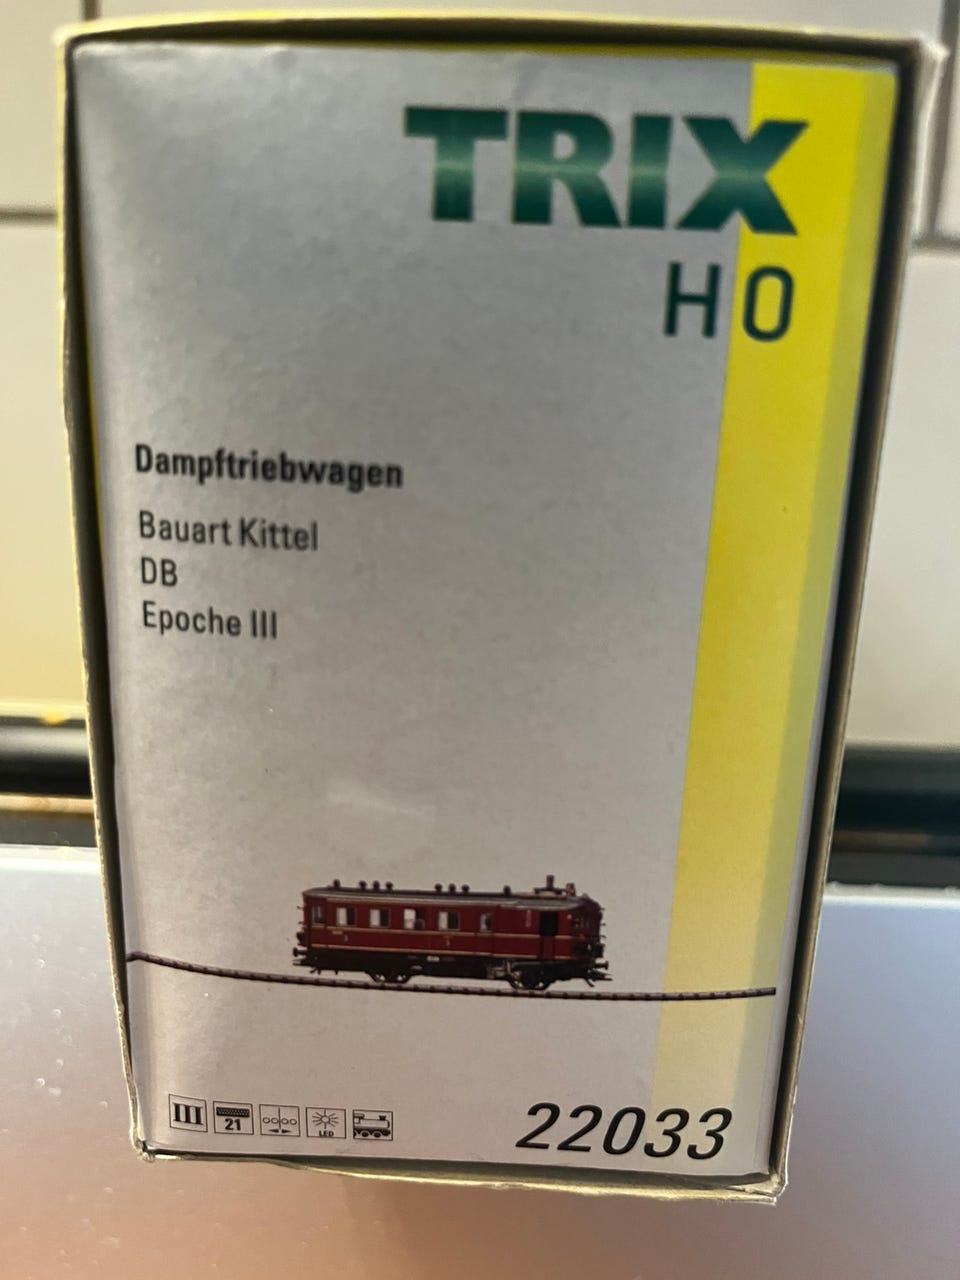 TRIX
H0
Dampftriebwagen
Bauart Kittel
DB
Epoche III
III
21
LED
22033